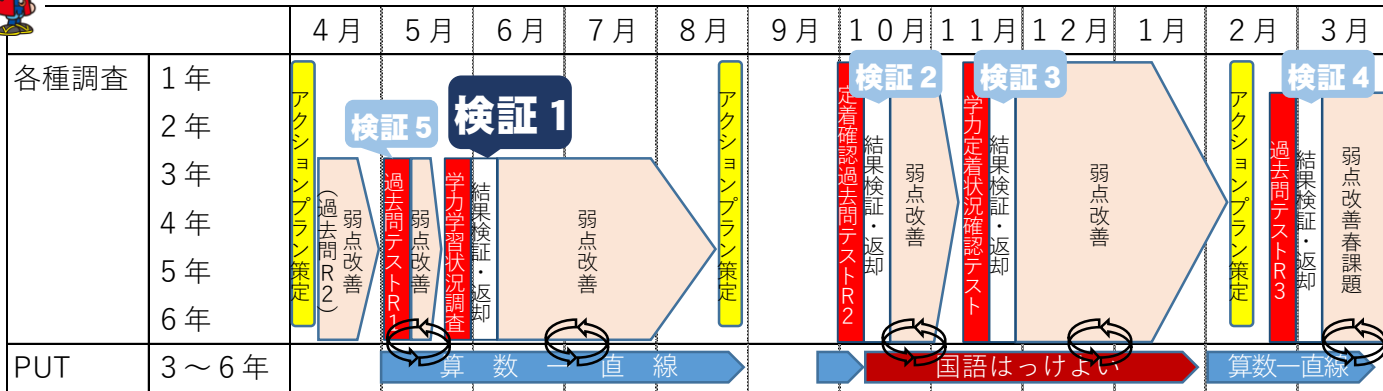 4月 5月 6月 7月 8月 9月 10月 11月 12月 1月 2月 3月
各種調査
1年
2年
3年
4年
5年
6年
アクションプラン策定
弱点改善
(過去問R2)
検証5
過去問テストR1
弱点改善
学力学習状況調査
検証1
結果検証・返却
弱点改善
アクションプラン策定
定着確認過去問テストR2
検証2
結果検証・返却
弱点改善
学力定着状況確認テスト
検証3
結果検証・返却
弱点改善
アクションプラン策定
過去問テストR3
検証4
結果検証・返却
弱点改善春課題
PUT
3～6年
算数一直線
国語はっけよい
算数一直線